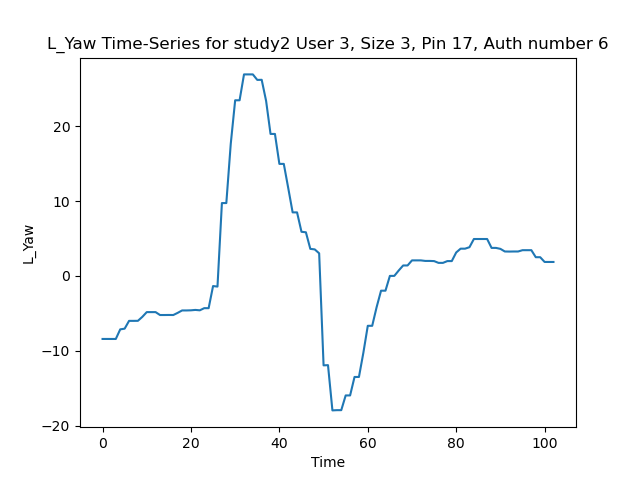 L_Yaw Time-Series for study2 User 3, Size 3, Pin 17, Auth number 6
20
10
0
−10
−20
L_Yaw
0 20 40 60 80 100
Time